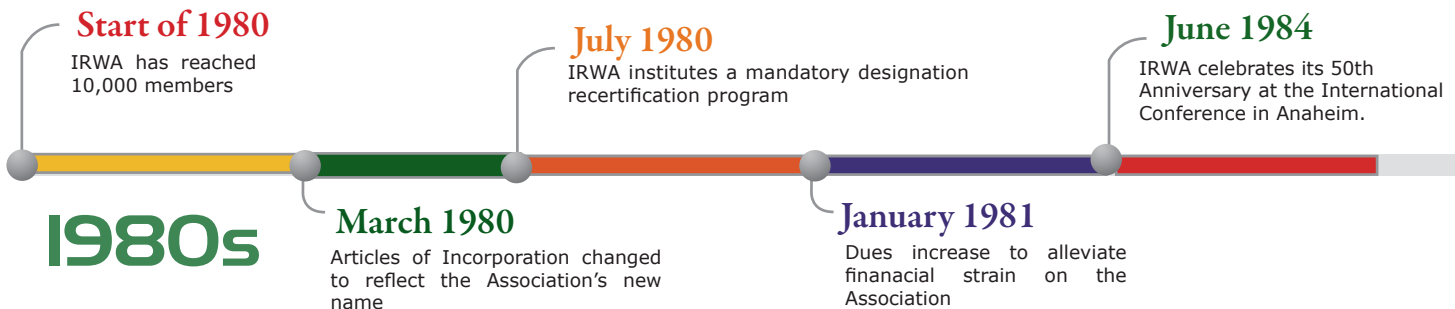 Start of 1980
IRWA has reached
10,000 members
July 1980
IRWA institutes a mandatory designation
recertification program
June 1984
IRWA celebrates its 50th
Anniversary at the International
Conference in Anaheim.
1980s
March 1980
Articles of Incorporation changed
to reflect the Association's new
name
January 1981
Dues increase to alleviate
finanacial strain on the
Association